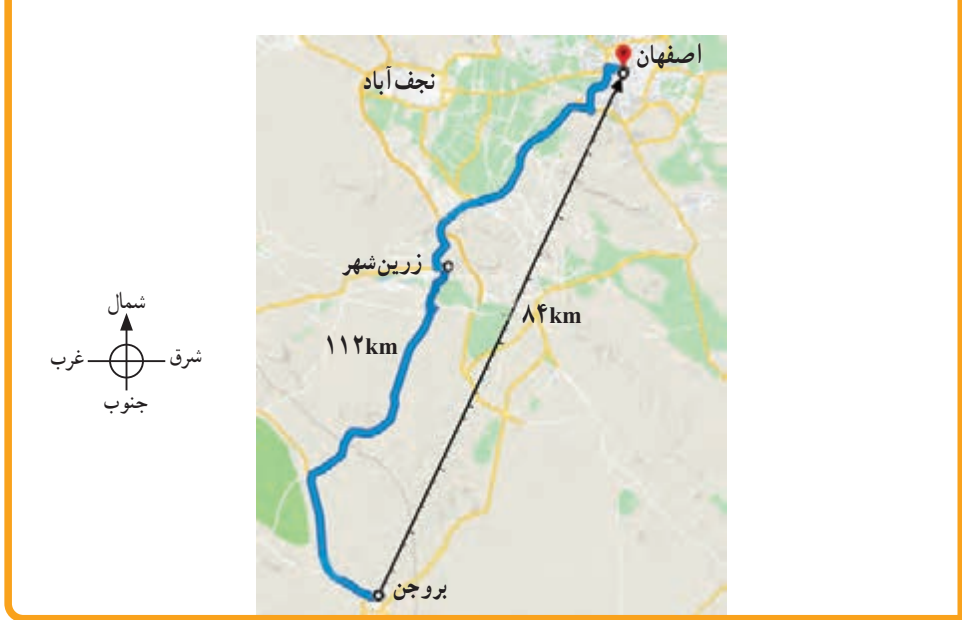 اصفهان
نجف‌آباد
زرین‌شهر
۸۴km
۱۱۲km
شمال
شرق
غرب
جنوب
بروجن